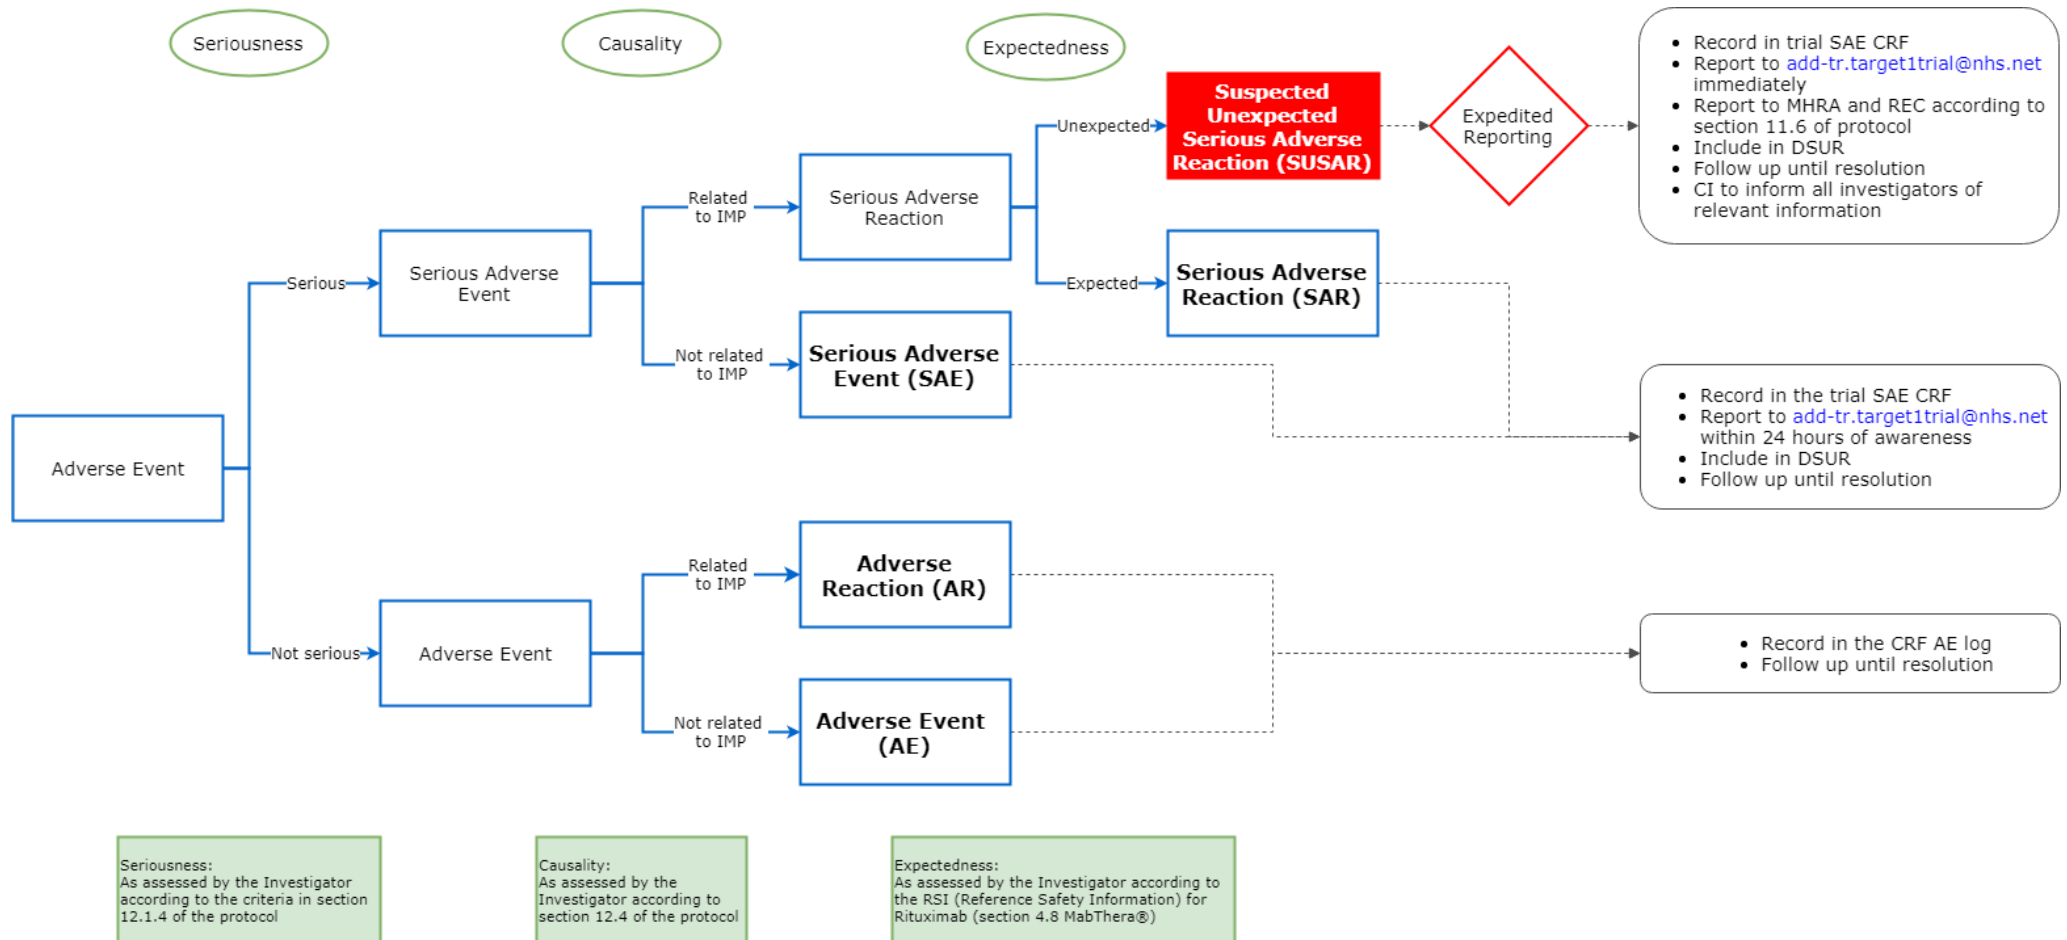 Seriousness
Causality
Expectedness
Suspected
Unexpected
Serious Adverse
Reaction (SUSAR)
Expedited
Reporting
Record in trial SAE CRF
Report to add-tr.target1trial@nhs.net
immediately
Report to MHRA and REC according to
section 11.6 of protocol
Include in DSUR
Follow up until resolution
CI to inform all investigators of
relevant information
Unexpected
Related
to IMP
Serious Adverse
Reaction
Serious
Serious Adverse
Event
Expected
Serious Adverse
Reaction (SAR)
Not related
to IMP
Serious Adverse
Event (SAE)
Record in the trial SAE CRF
Report to add-tr.target1trial@nhs.net
within 24 hours of awareness
Include in DSUR
Follow up until resolution
Adverse Event
Related
to IMP
Adverse
Reaction (AR)
Not serious
Adverse Event
Record in the CRF AE log
Follow up until resolution
Not related
to IMP
Adverse Event
(AE)
Seriousness:
As assessed by the Investigator
according to the criteria in section
12.1.4 of the protocol
Causality:
As assessed by the
Investigator according to
section 12.4 of the protocol
Expectedness:
As assessed by the Investigator according to
the RSI (Reference Safety Information) for
Rituximab (section 4.8 MabThera®)